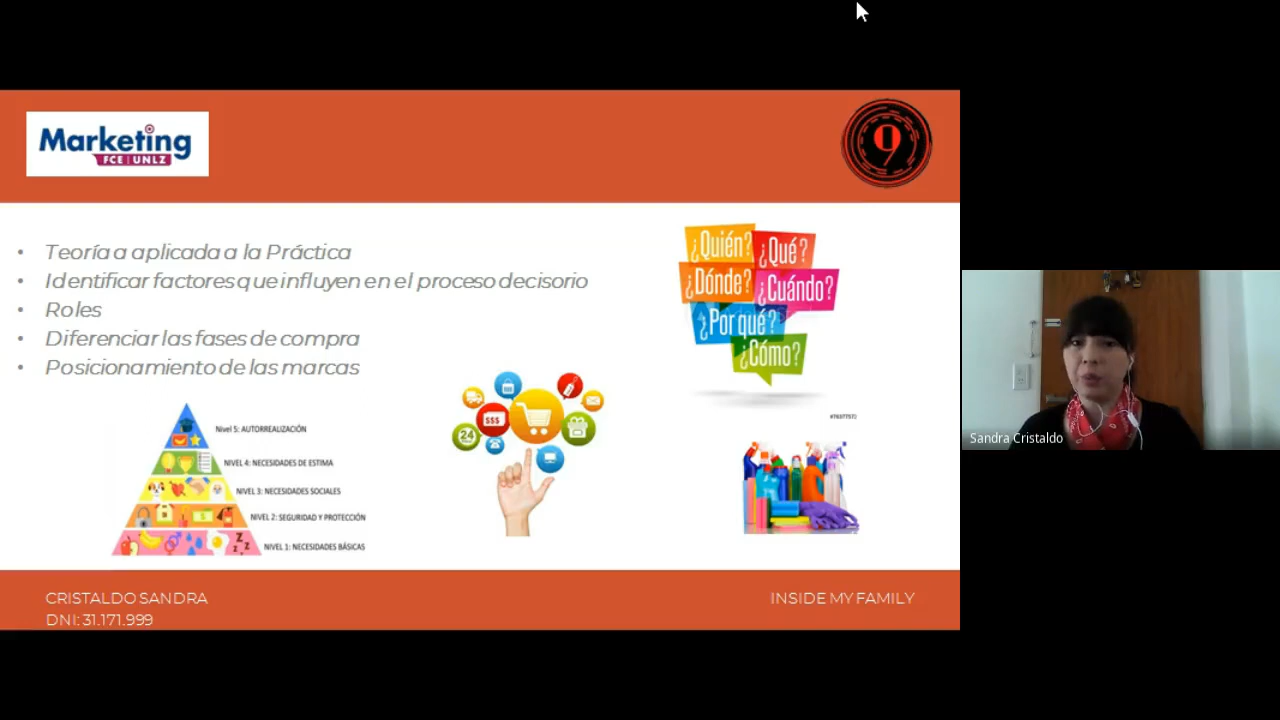 Marketing
FCE | UNLZ
9
• Teoría a aplicada a la Práctica
• Identificar factores que influyen en el proceso decisorio
• Roles
• Diferenciar las fases de compra
• Posicionamiento de las marcas
¿Quién?
¿Qué?
¿Dónde?
¿Cuándo?
¿Por qué?
¿Cómo?
#76377572
$$$
24
Nivel 5: AUTORREALIZACIÓN
NIVEL 4: NECESIDADES DE ESTIMA
NIVEL 3: NECESIDADES SOCIALES
NIVEL 2: SEGURIDAD Y PROTECCIÓN
NIVEL 1: NECESIDADES BÁSICAS
Z Z Z
Sandra Cristaldo
CRISTALDO SANDRA
DNI: 31.171.999
INSIDE MY FAMILY